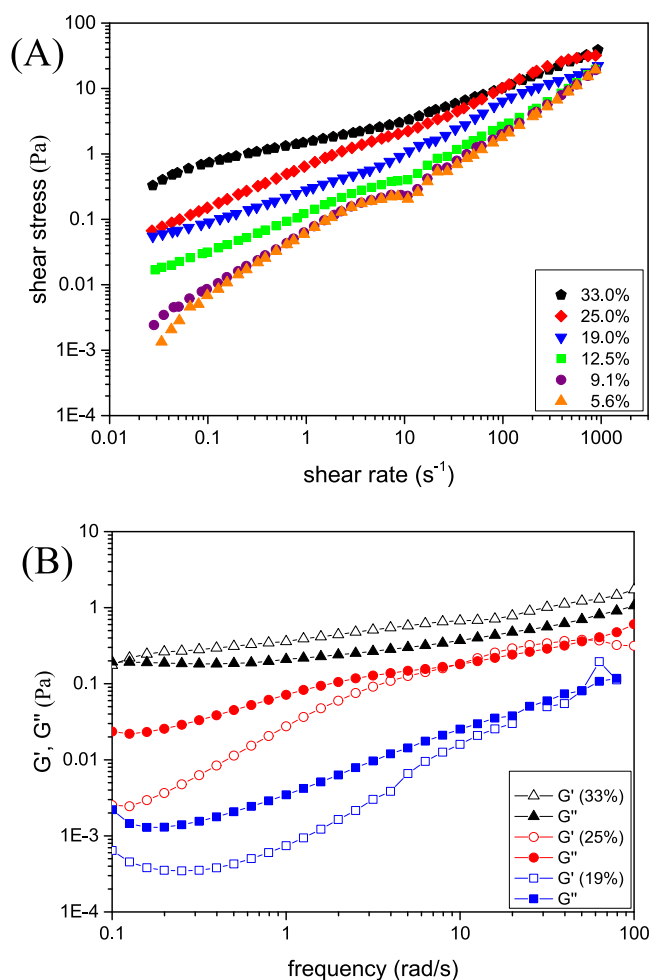 (A)
shear stress (Pa)
100
10
1
0.1
0.01
1E-3
1E-4
33.0%
25.0%
19.0%
12.5%
9.1%
5.6%
0.01
0.1
1
10
100
1000
shear rate (s⁻¹)
(B)
G', G'' (Pa)
10
1
0.1
0.01
1E-3
1E-4
G' (33%)
G''
G' (25%)
G''
G' (19%)
G''
0.1
1
10
100
frequency (rad/s)